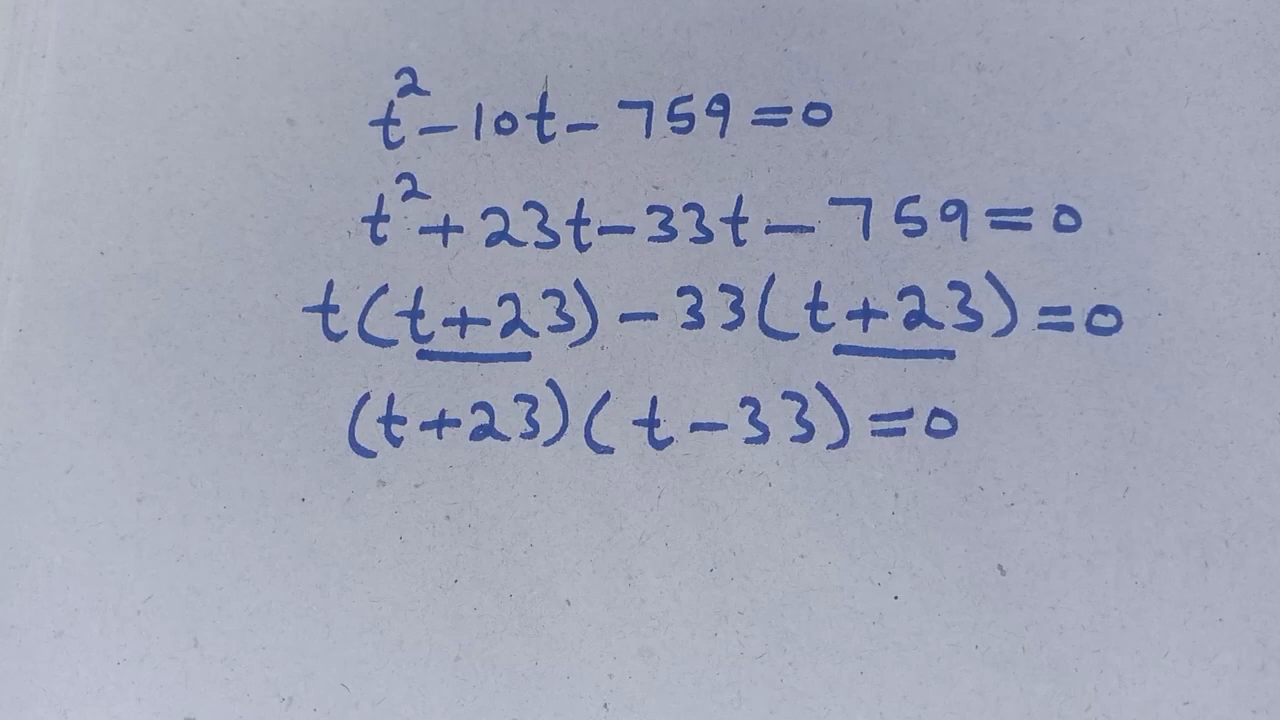 t² - 10t - 759 = 0
t² + 23t - 33t - 759 = 0
t(t+23) - 33(t+23) = 0
(t+23)(t-33) = 0